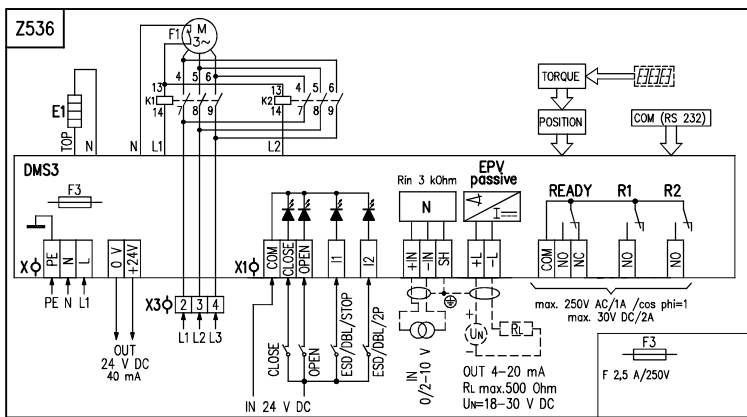 Z536
F1
M
3~
4 5 6
13
K1
14
7 8 9
13
K2
14
4 5 6
7 8 9
E1
TOP
N
N
L1
L2
TORQUE
POSITION
COM (RS 232)
DMS3
F3
Rin 3 kOhm
N
EPV
passive
I
READY
R1
R2
X
PE
N
L
0 V
+24V
X1
COM
CLOSE
OPEN
I1
I2
+IN
-IN
SH
+L
-L
COM
NO
NC
NO
NO
PE N L1
X3
2 3 4
L1 L2 L3
OUT
24 V DC
40 mA
CLOSE
OPEN
ESD/DBL/STOP
ESD/DBL/2P
IN 24 V DC
IN
0/2-10 V
+
UN
-
RL
OUT 4-20 mA
RL max.500 Ohm
UN=18-30 V DC
max. 250V AC/1A /cos phi=1
max. 30V DC/2A
F3
F 2,5 A/250V